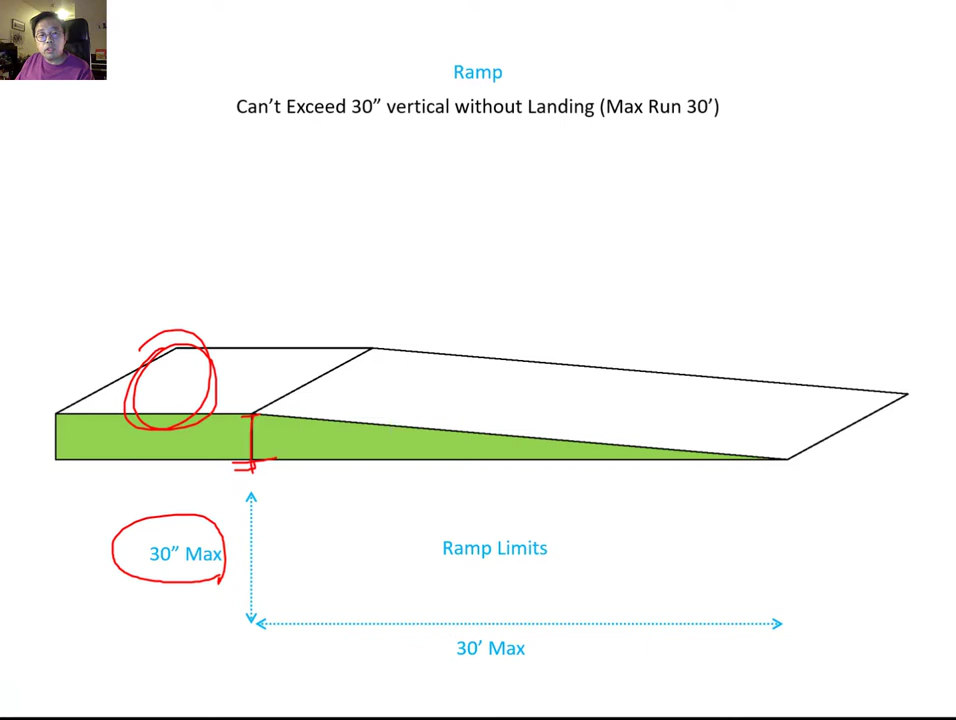 Ramp
Can’t Exceed 30” vertical without Landing (Max Run 30’)
30” Max
Ramp Limits
30’ Max